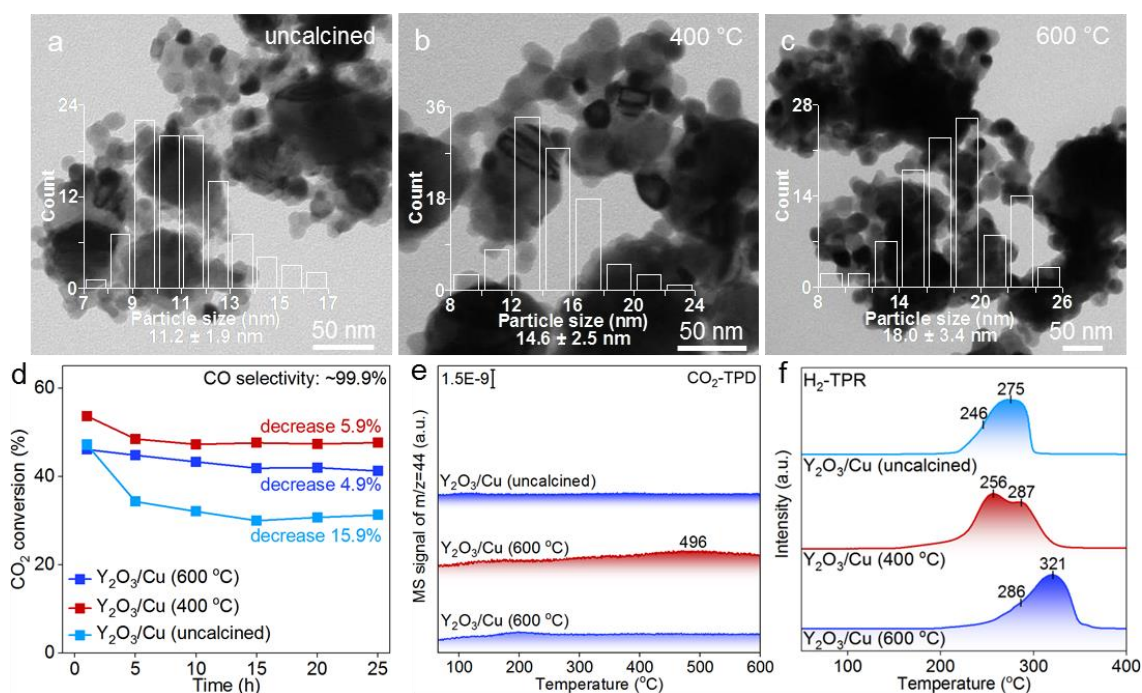 a
uncalcined
24
12
0
Count
7
9
11
13
17
Particle size (nm)
11.2 ± 1.9 nm
50 nm
b
400 °C
36
18
0
Count
8
12
16
20
24
Particle size (nm)
14.6 ± 2.5 nm
50 nm
c
600 °C
28
14
0
Count
8
14
20
26
Particle size (nm)
18.0 ± 3.4 nm
50 nm
d
CO selectivity: ~99.9%
60
40
20
0
CO₂ conversion (%)
decrease 5.9%
decrease 4.9%
decrease 15.9%
Y₂O₃/Cu (600 °C)
Y₂O₃/Cu (400 °C)
Y₂O₃/Cu (uncalcined)
0 5 10 15 20 25
Time (h)
e
1.5E-9
CO₂-TPD
MS signal of m/z=44 (a.u.)
Y₂O₃/Cu (uncalcined)
Y₂O₃/Cu (600 °C)
496
Y₂O₃/Cu (600 °C)
100 200 300 400 500 600
Temperature (°C)
f
H₂-TPR
Intensity (a.u.)
246
275
Y₂O₃/Cu (uncalcined)
256
287
Y₂O₃/Cu (400 °C)
286
321
Y₂O₃/Cu (600 °C)
100 200 300 400
Temperature (°C)